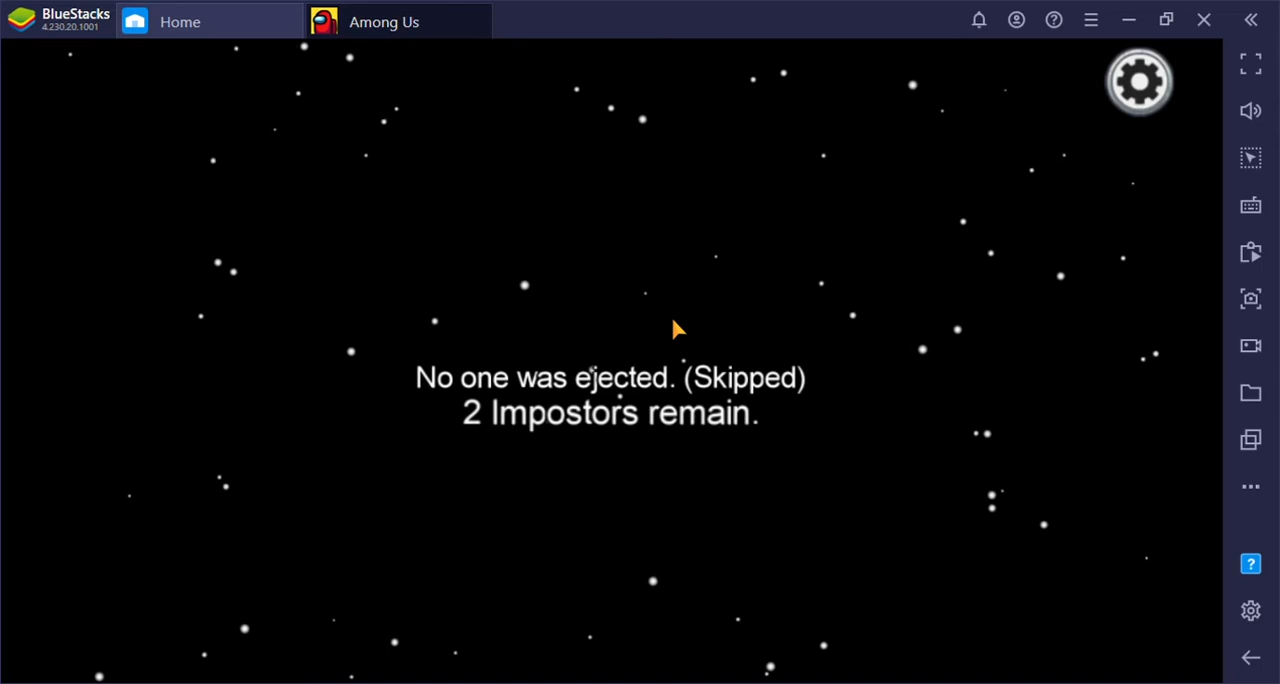 BlueStacks
4.230.20.1001
Home
Among Us
No one was ejected. (Skipped)
2 Impostors remain.
?